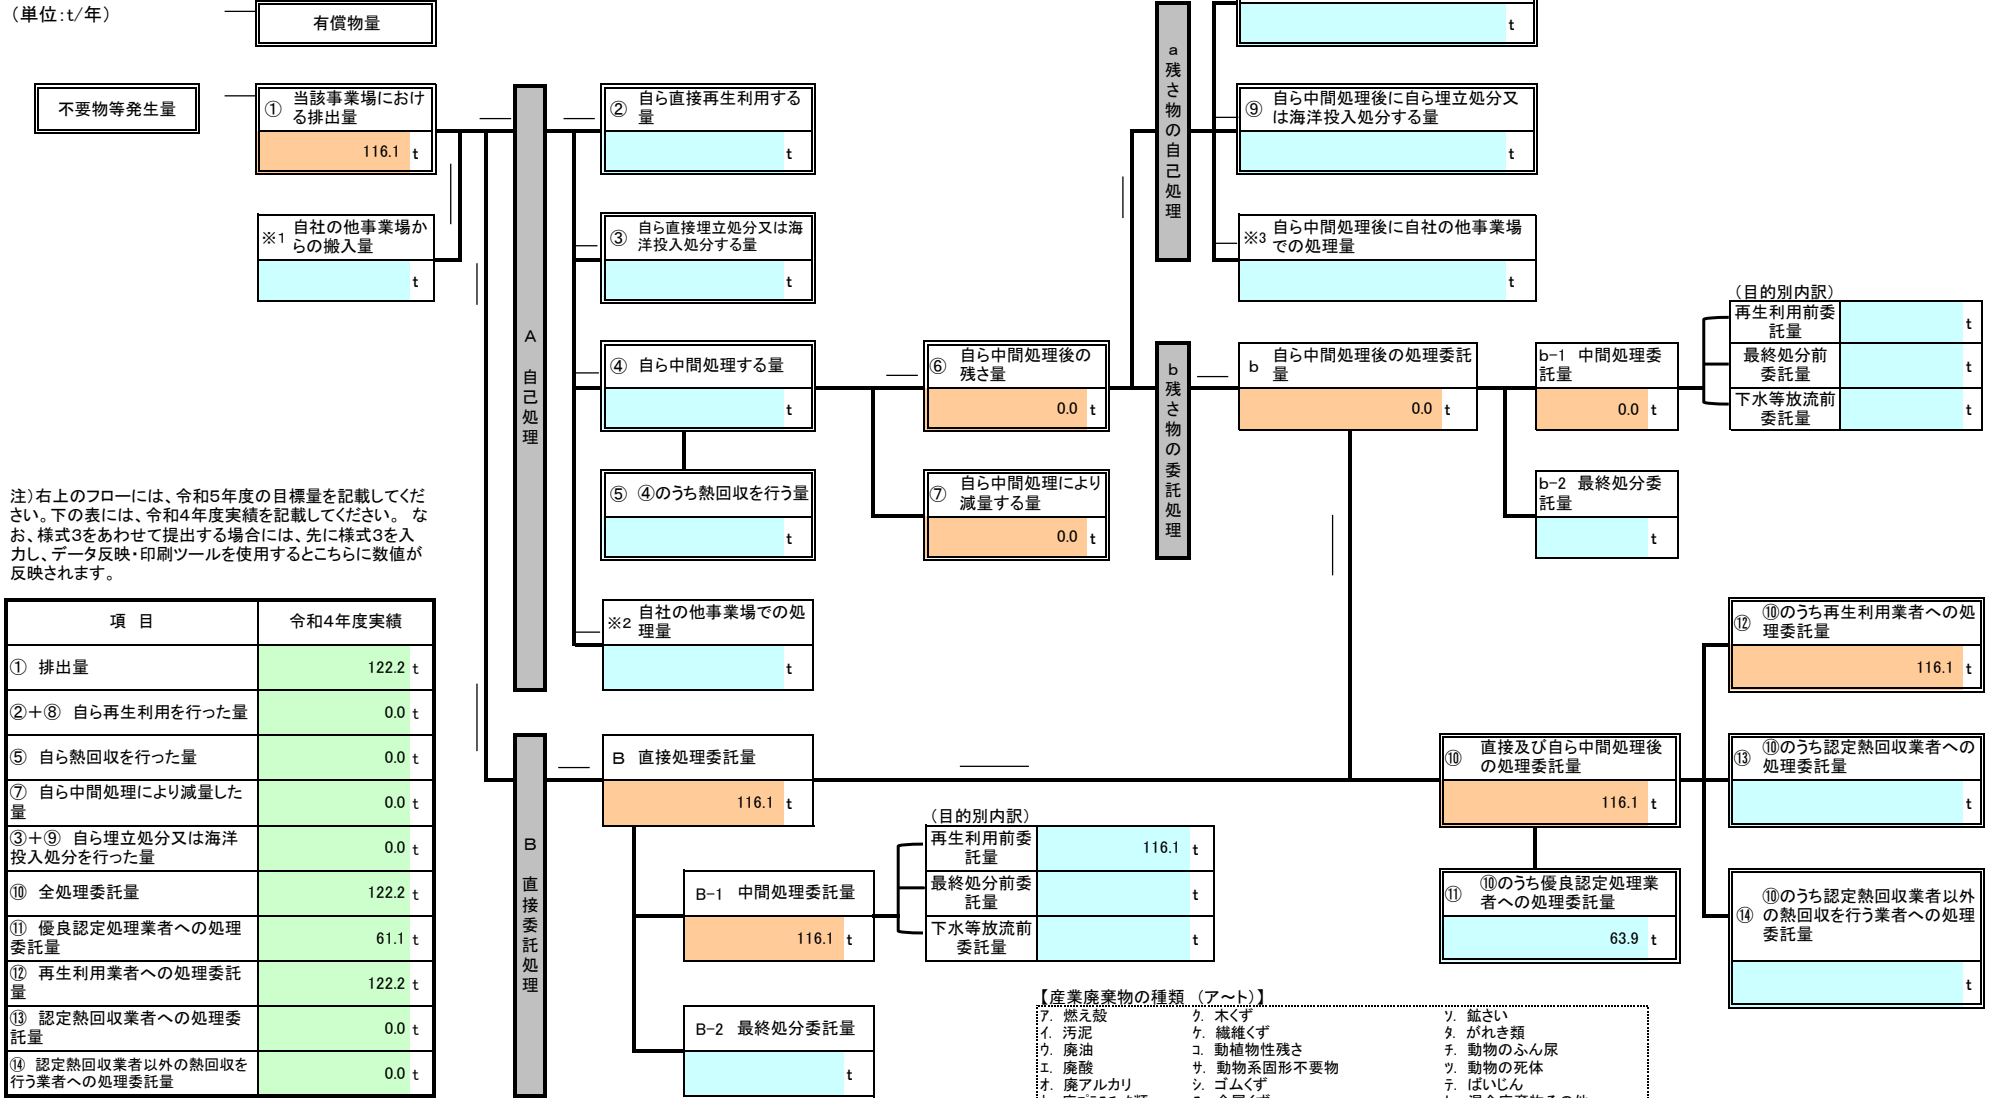 （単位：t/年）
有償物量
t
不要物等発生量
① 当該事業場におけ
る排出量
116.1 t
② 自ら直接再生利用する
量
t
⑨ 自ら中間処理後に自ら埋立処分又
は海洋投入処分する量
t
a 残さ物の自己処理
※1 自社の他事業場か
らの搬入量
t
③ 自ら直接埋立処分又は海
洋投入処分する量
t
※3 自ら中間処理後に自社の他事業場
での処理量
t
A 自己処理
④ 自ら中間処理する量
t
⑥ 自ら中間処理後の
残さ量
0.0 t
b 残さ物の委託処理
b 自ら中間処理後の処理委託
量
0.0 t
b-1 中間処理委
託量
0.0 t
（目的別内訳）
再生利用前委
託量
t
最終処分前
委託量
t
下水等放流前
委託量
t
⑤ ④のうち熱回収を行う量
t
⑦ 自ら中間処理により
減量する量
0.0 t
b-2 最終処分委
託量
t
注）右上のフローには、令和５年度の目標量を記載してくだ
さい。下の表には、令和４年度実績を記載してください。 な
お、様式３をあわせて提出する場合には、先に様式３を入
力し、データ反映・印刷ツールを使用するとこちらに数値が
反映されます。
※2 自社の他事業場での処
理量
t
項 目 令和４年度実績
① 排出量 122.2 t
②＋⑧ 自ら再生利用を行った量 0.0 t
⑤ 自ら熱回収を行った量 0.0 t
⑦ 自ら中間処理により減量した
量 0.0 t
③＋⑨ 自ら埋立処分又は海洋
投入処分を行った量 0.0 t
⑩ 全処理委託量 122.2 t
⑪ 優良認定処理業者への処理
委託量 61.1 t
⑫ 再生利用業者への処理委託
量 122.2 t
⑬ 認定熱回収業者への処理委
託量 0.0 t
⑭ 認定熱回収業者以外の熱回収を
行う業者への処理委託量 0.0 t
B 直接委託処理
B 直接処理委託量
116.1 t
B-1 中間処理委託量
116.1 t
（目的別内訳）
再生利用前委
託量
116.1 t
最終処分前委
託量
t
下水等放流前
委託量
t
B-2 最終処分委託量
t
⑩ 直接及び自ら中間処理後
の処理委託量
116.1 t
⑪ ⑩のうち優良認定処理業
者への処理委託量
63.9 t
⑫ ⑩のうち再生利用業者への処
理委託量
116.1 t
⑬ ⑩のうち認定熱回収業者への
処理委託量
t
⑭ ⑩のうち認定熱回収業者以外
の熱回収を行う業者への処理
委託量
t
【産業廃棄物の種類 （ア～ト）】
ｱ. 燃え殻 ｸ. 木くず ｿ. 鉱さい
ｲ. 汚泥 ｹ. 繊維くず ﾀ. がれき類
ｳ. 廃油 ｺ. 動植物性残さ ﾁ. 動物のふん尿
ｴ. 廃酸 ｻ. 動物系固形不要物 ﾂ. 動物の死体
ｵ. 廃アルカリ ｼ. ゴムくず ﾃ. ばいじん